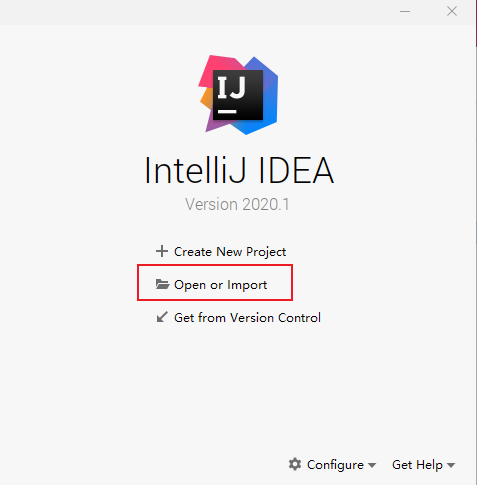 IJ
IntelliJ IDEA
Version 2020.1
Create New Project
Open or Import
Get from Version Control
Configure Get Help